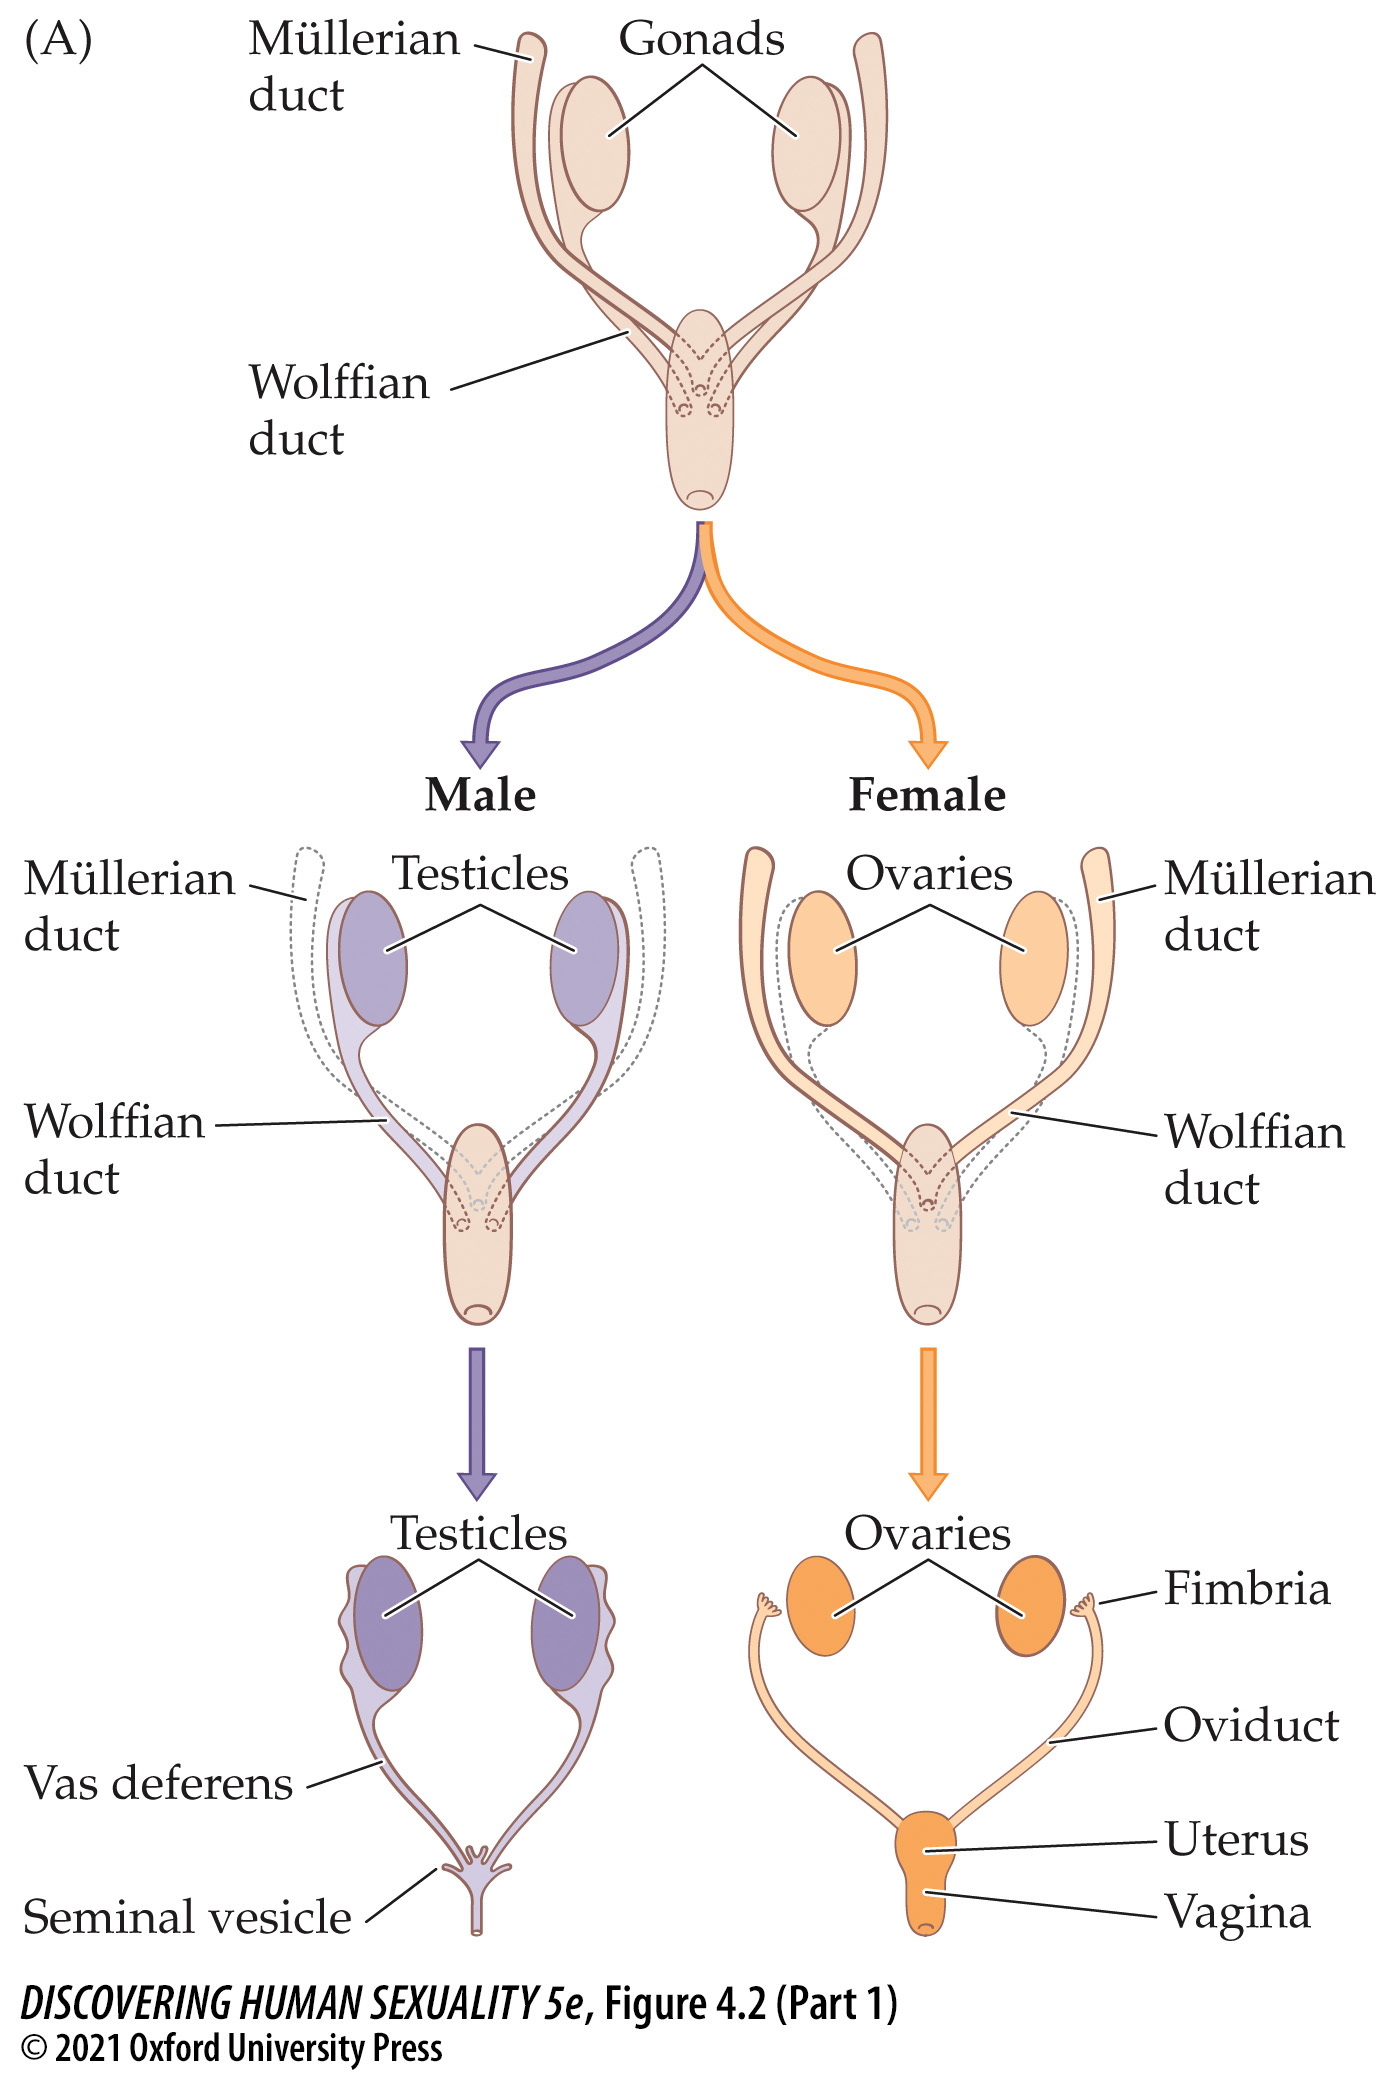 (A)
Müllerian
duct
Gonads
Wolffian
duct
Male
Female
Müllerian
duct
Testicles
Ovaries
Müllerian
duct
Wolffian
duct
Wolffian
duct
Testicles
Ovaries
Fimbria
Oviduct
Vas deferens
Uterus
Seminal vesicle
Vagina
DISCOVERING HUMAN SEXUALITY 5e, Figure 4.2 (Part 1)
© 2021 Oxford University Press